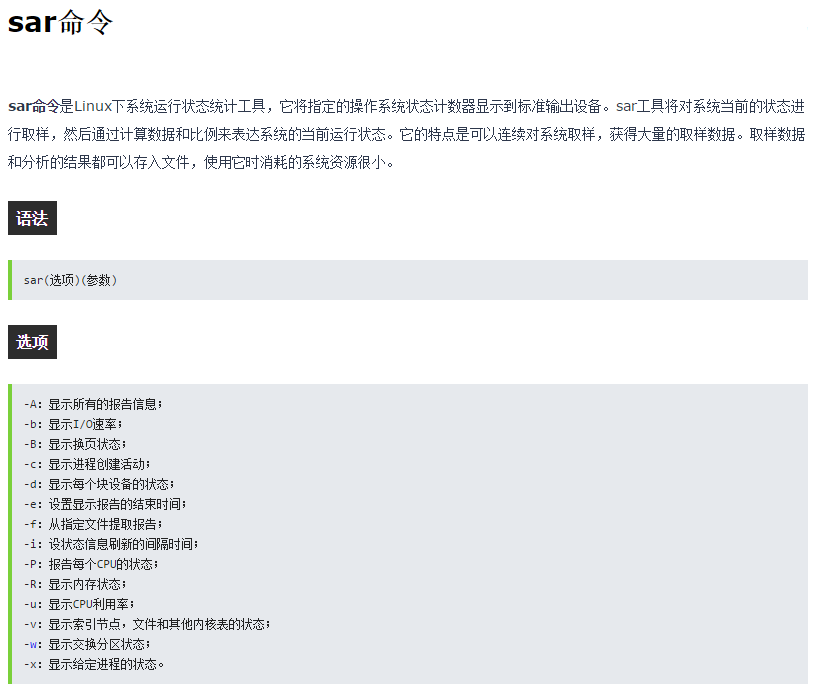 sar命令
sar命令是Linux下系统运行状态统计工具，它将指定的操作系统状态计数器显示到标准输出设备。sar工具将对系统当前的状态进
行取样，然后通过计算数据和比例来表达系统的当前运行状态。它的特点是可以连续对系统取样，获得大量的取样数据。取样数据
和分析的结果都可以存入文件，使用它时消耗的系统资源很小。
语法
sar(选项)(参数)
选项
-A：显示所有的报告信息；
-b：显示I/O速率；
-B：显示换页状态；
-c：显示进程创建活动；
-d：显示每个块设备的状态；
-e：设置显示报告的结束时间；
-f：从指定文件提取报告；
-i：设状态信息刷新的间隔时间；
-P：报告每个CPU的状态；
-R：显示内存状态；
-u：显示CPU利用率；
-v：显示索引节点，文件和其他内核表的状态；
-w：显示交换分区状态；
-x：显示给定进程的状态。